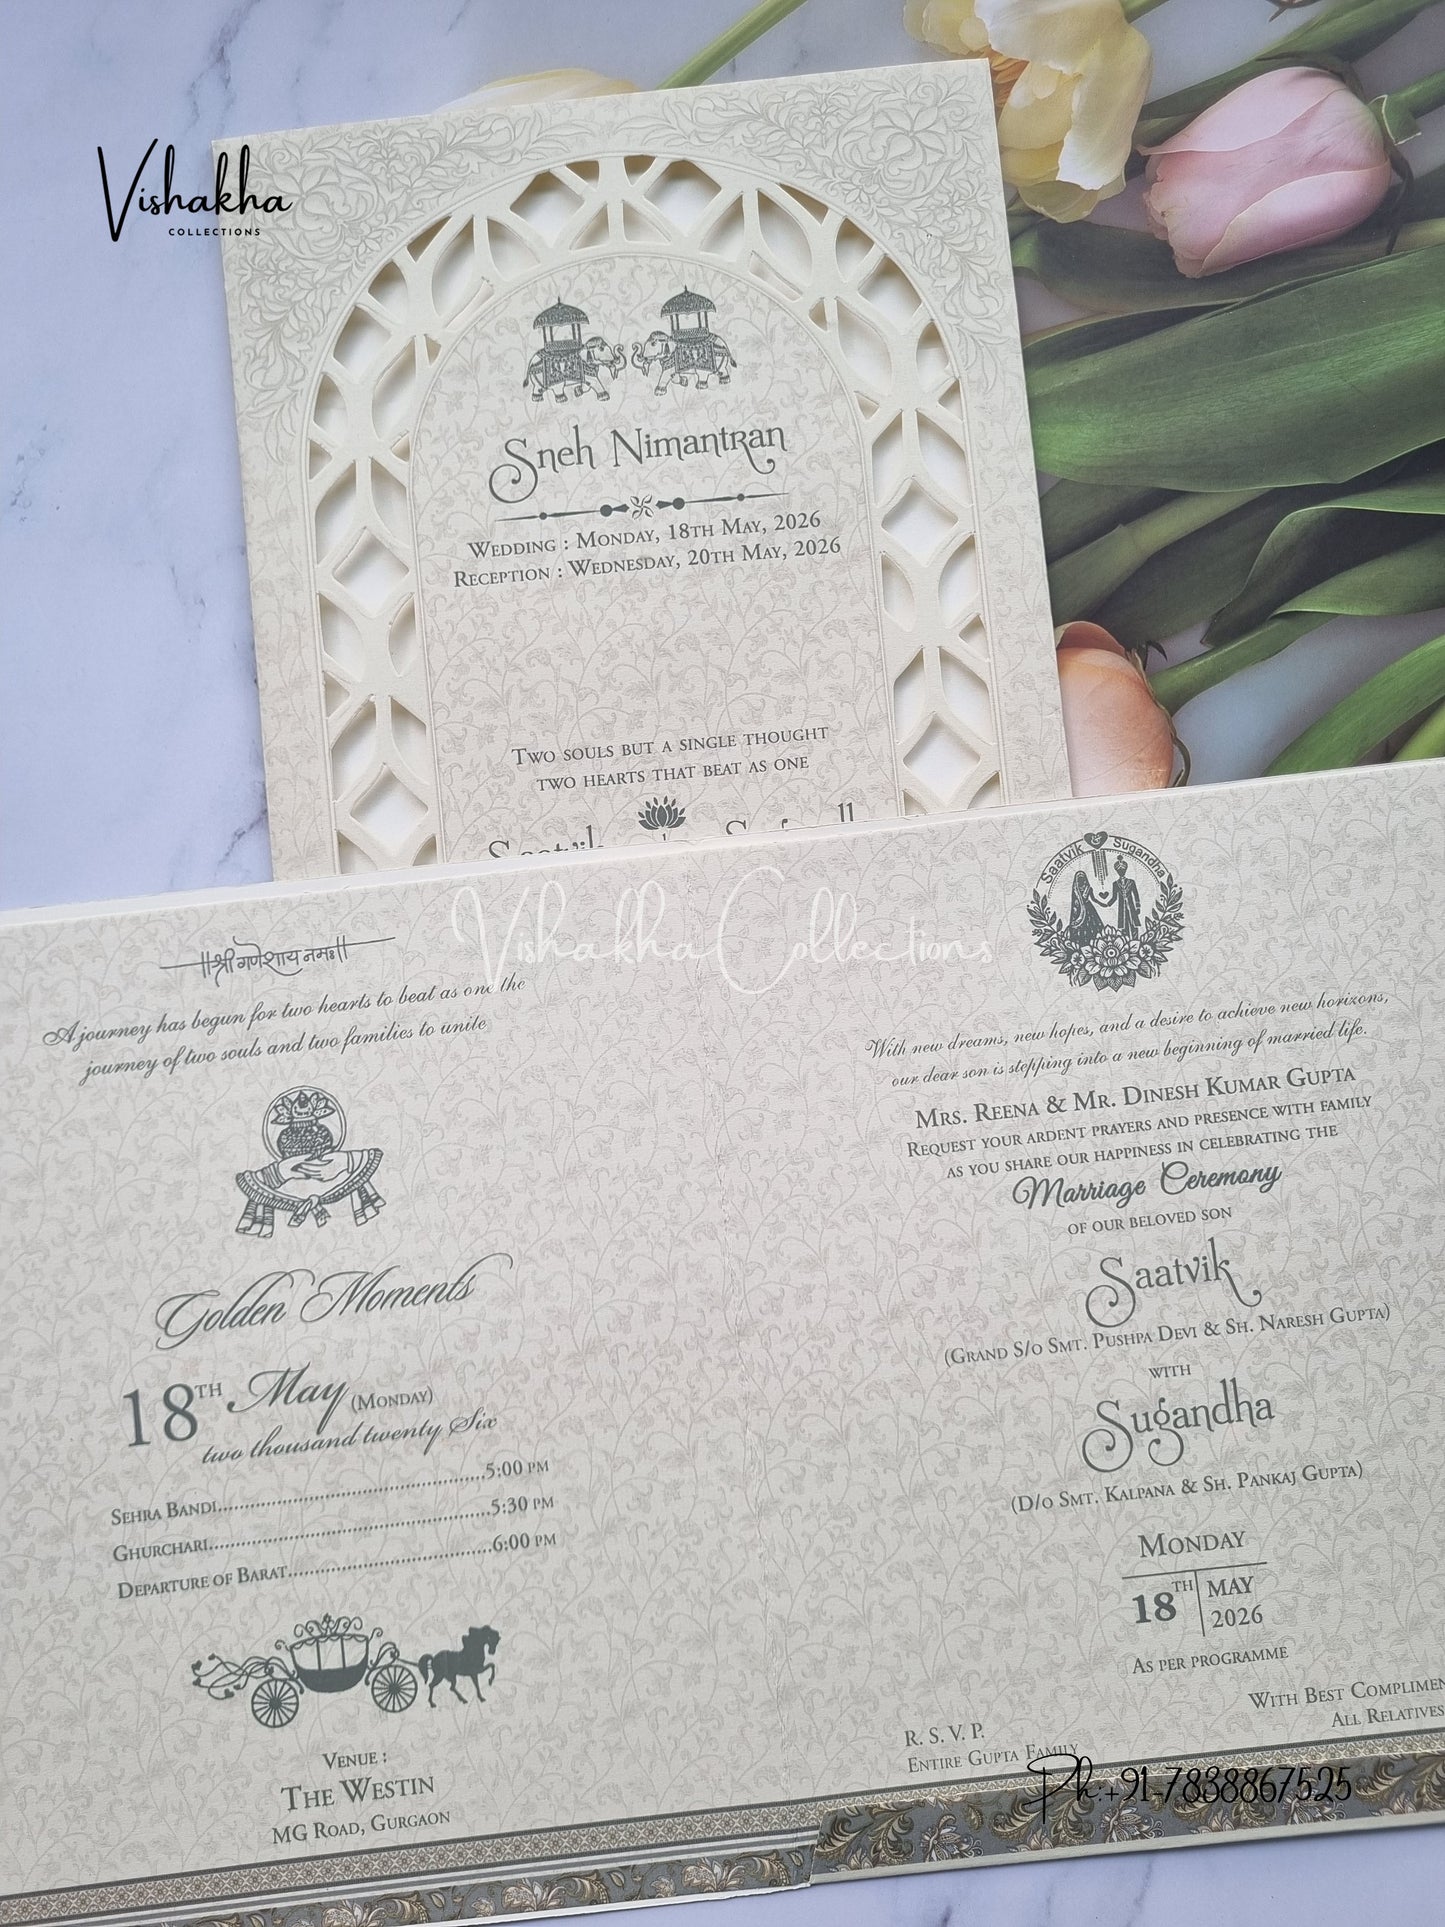 Vishakha
COLLECTIONS
Sneh Nimantran
Wedding : Monday, 18th May, 2026
Reception : Wednesday, 20th May, 2026
Two souls but a single thought
two hearts that beat as one
Vishakha Collections
॥श्री गणेशाय नमः॥
A journey has begun for two hearts to beat as one the
journey of two souls and two families to unite
Golden Moments
18TH May (Monday)
two thousand twenty Six
Sehra Bandi.................................................5:00 pm
Ghurchari....................................................5:30 pm
Departure of Barat.....................................6:00 pm
Venue :
The Westin
MG Road, Gurgaon
Saatvik & Sugandha
With new dreams, new hopes, and a desire to achieve new horizons,
our dear son is stepping into a new beginning of married life.
Mrs. Reena & Mr. Dinesh Kumar Gupta
Request your ardent prayers and presence with family
as you share our happiness in celebrating the
Marriage Ceremony
of our beloved son
Saatvik
(Grand S/o Smt. Pushpa Devi & Sh. Naresh Gupta)
with
Sugandha
(D/o Smt. Kalpana & Sh. Pankaj Gupta)
Monday
18TH May
2026
As per programme
R. S. V. P.
Entire Gupta Family
With Best
All Relatives
Ph:+91-7838867525